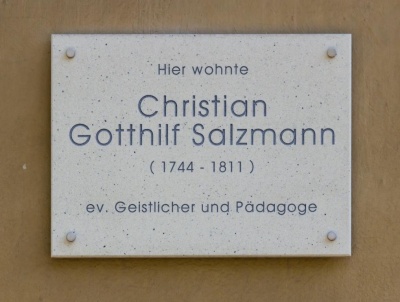 Hier wohnte
Christian
Gotthilf Salzmann
( 1744 - 1811 )
ev. Geistlicher und Pädagoge